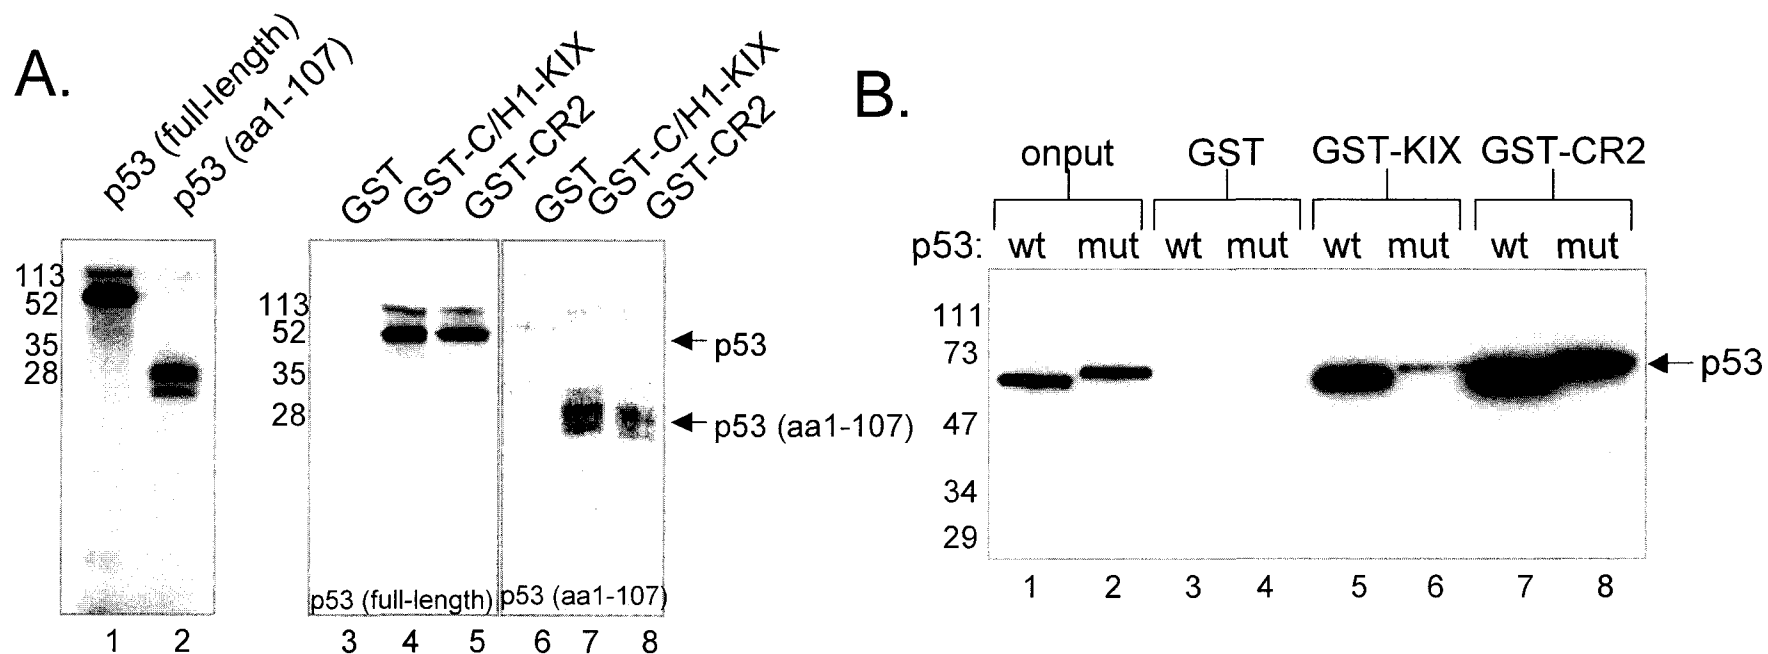 A.
p53 (full-length)
p53 (aa1-107)
GST
GST-C/H1-KIX
GST-CR2
GST
GST-C/H1-KIX
GST-CR2
113
52
35
28
113
52
35
28
p53
p53 (aa1-107)
p53 (full-length)
p53 (aa1-107)
1 2 3 4 5 6 7 8
B.
onput GST GST-KIX GST-CR2
p53: wt mut wt mut wt mut wt mut
111
73
47
34
29
p53
1 2 3 4 5 6 7 8